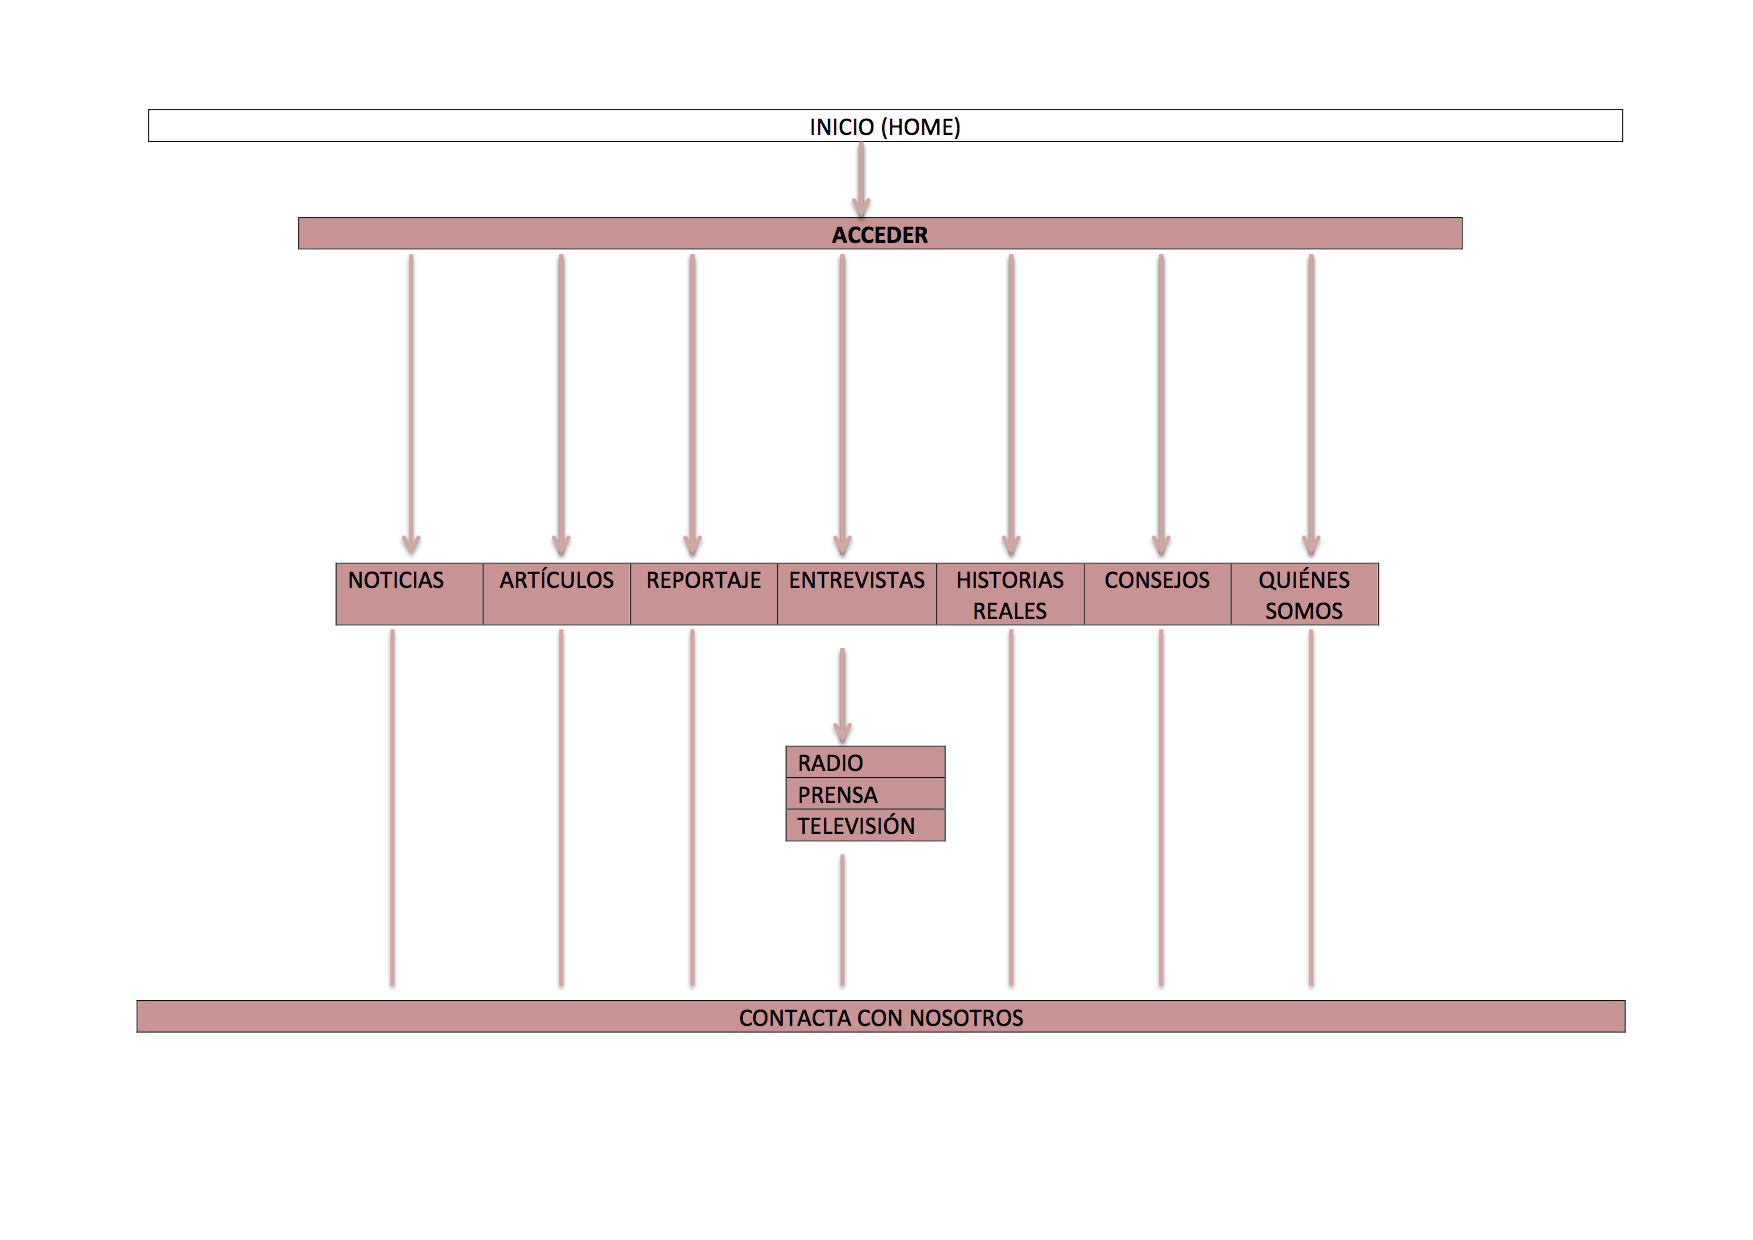 INICIO (HOME)
ACCEDER
NOTICIAS
ARTÍCULOS
REPORTAJE
ENTREVISTAS
HISTORIAS
REALES
CONSEJOS
QUIÉNES
SOMOS
RADIO
PRENSA
TELEVISIÓN
CONTACTA CON NOSOTROS